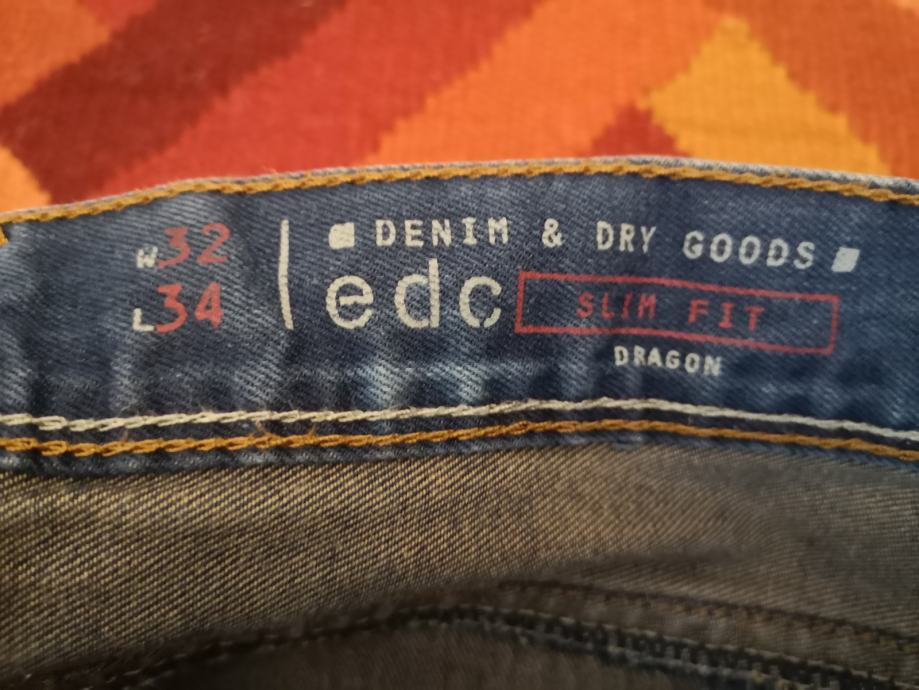 W32
L34
DENIM & DRY GOODS
edc
SLIM FIT
DRAGON